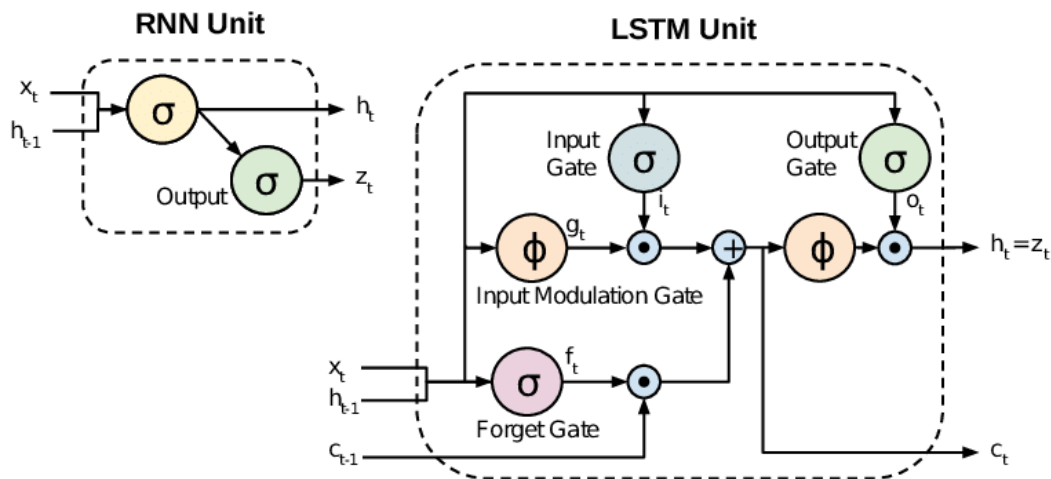 RNN Unit
xₜ
hₜ₋₁
σ
σ
Output
hₜ
zₜ
LSTM Unit
Input
Gate
σ
iₜ
Output
Gate
σ
oₜ
ϕ
gₜ
Input Modulation Gate
+
ϕ
hₜ=zₜ
xₜ
hₜ₋₁
σ
fₜ
Forget Gate
cₜ₋₁
cₜ